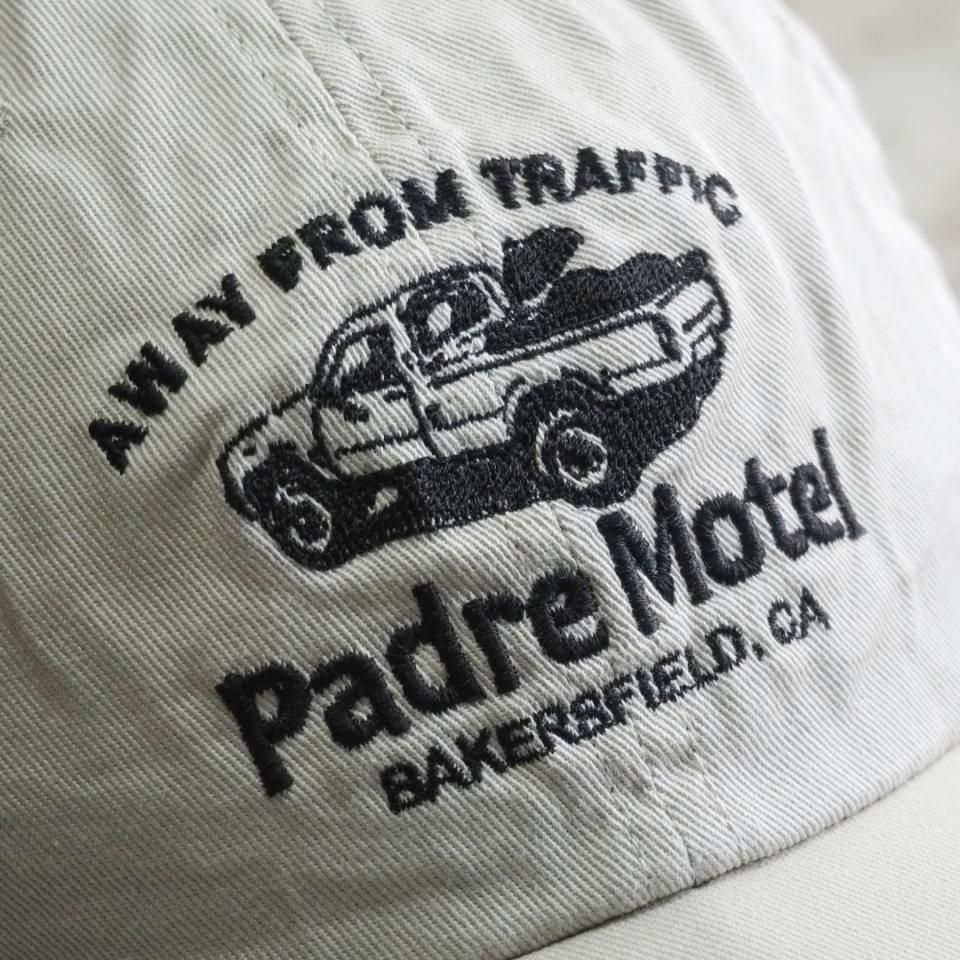 AWAY FROM TRAFFIC
Padre Motel
BAKERSFIELD, CA